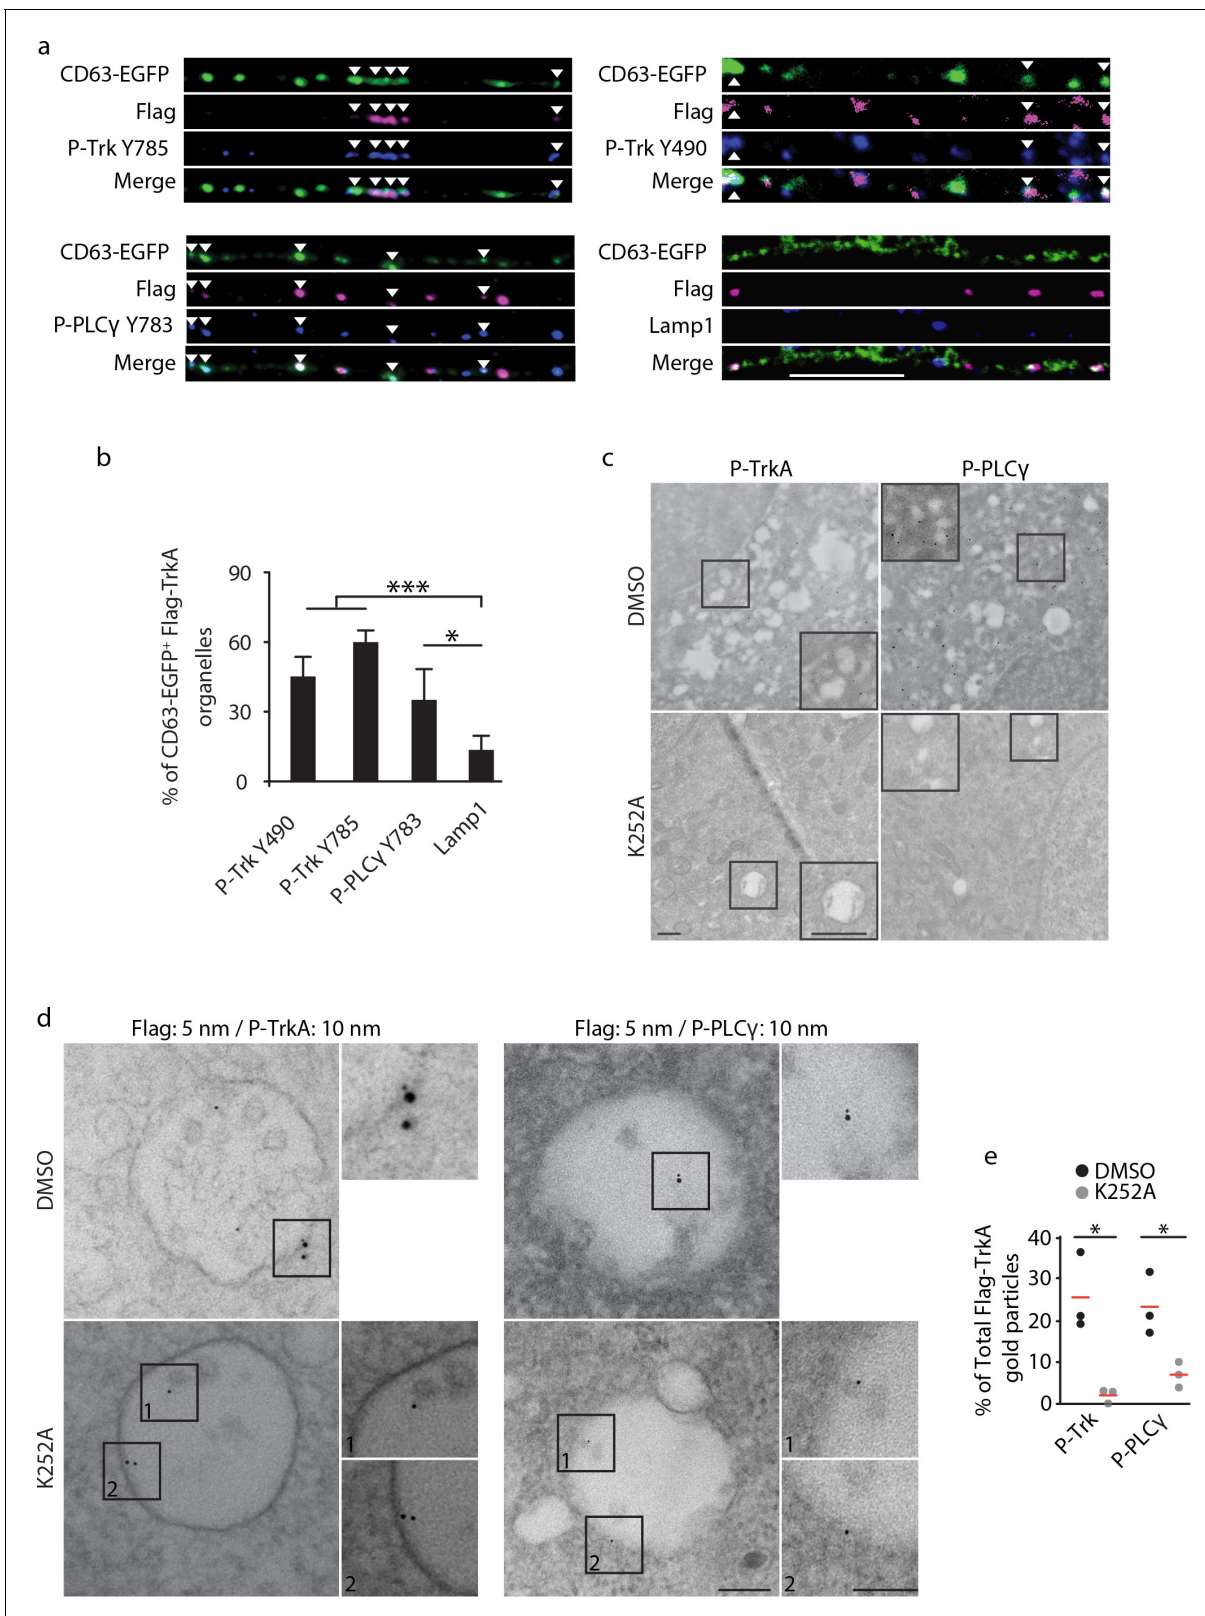 a
CD63-EGFP
Flag
P-Trk Y785
Merge
CD63-EGFP
Flag
P-Trk Y490
Merge
CD63-EGFP
Flag
P-PLCγ Y783
Merge
CD63-EGFP
Flag
Lamp1
Merge
b
% of CD63-EGFP+ Flag-TrkA
organelles
90
60
30
0
***
*
P-Trk Y490
P-Trk Y785
P-PLCγ Y783
Lamp1
c
P-TrkA
P-PLCγ
DMSO
K252A
d
Flag: 5 nm / P-TrkA: 10 nm
Flag: 5 nm / P-PLCγ: 10 nm
DMSO
K252A
1
2
1
2
1
2
1
2
e
DMSO
K252A
% of Total Flag-TrkA
gold particles
40
30
20
10
0
*
*
P-Trk
P-PLCγ